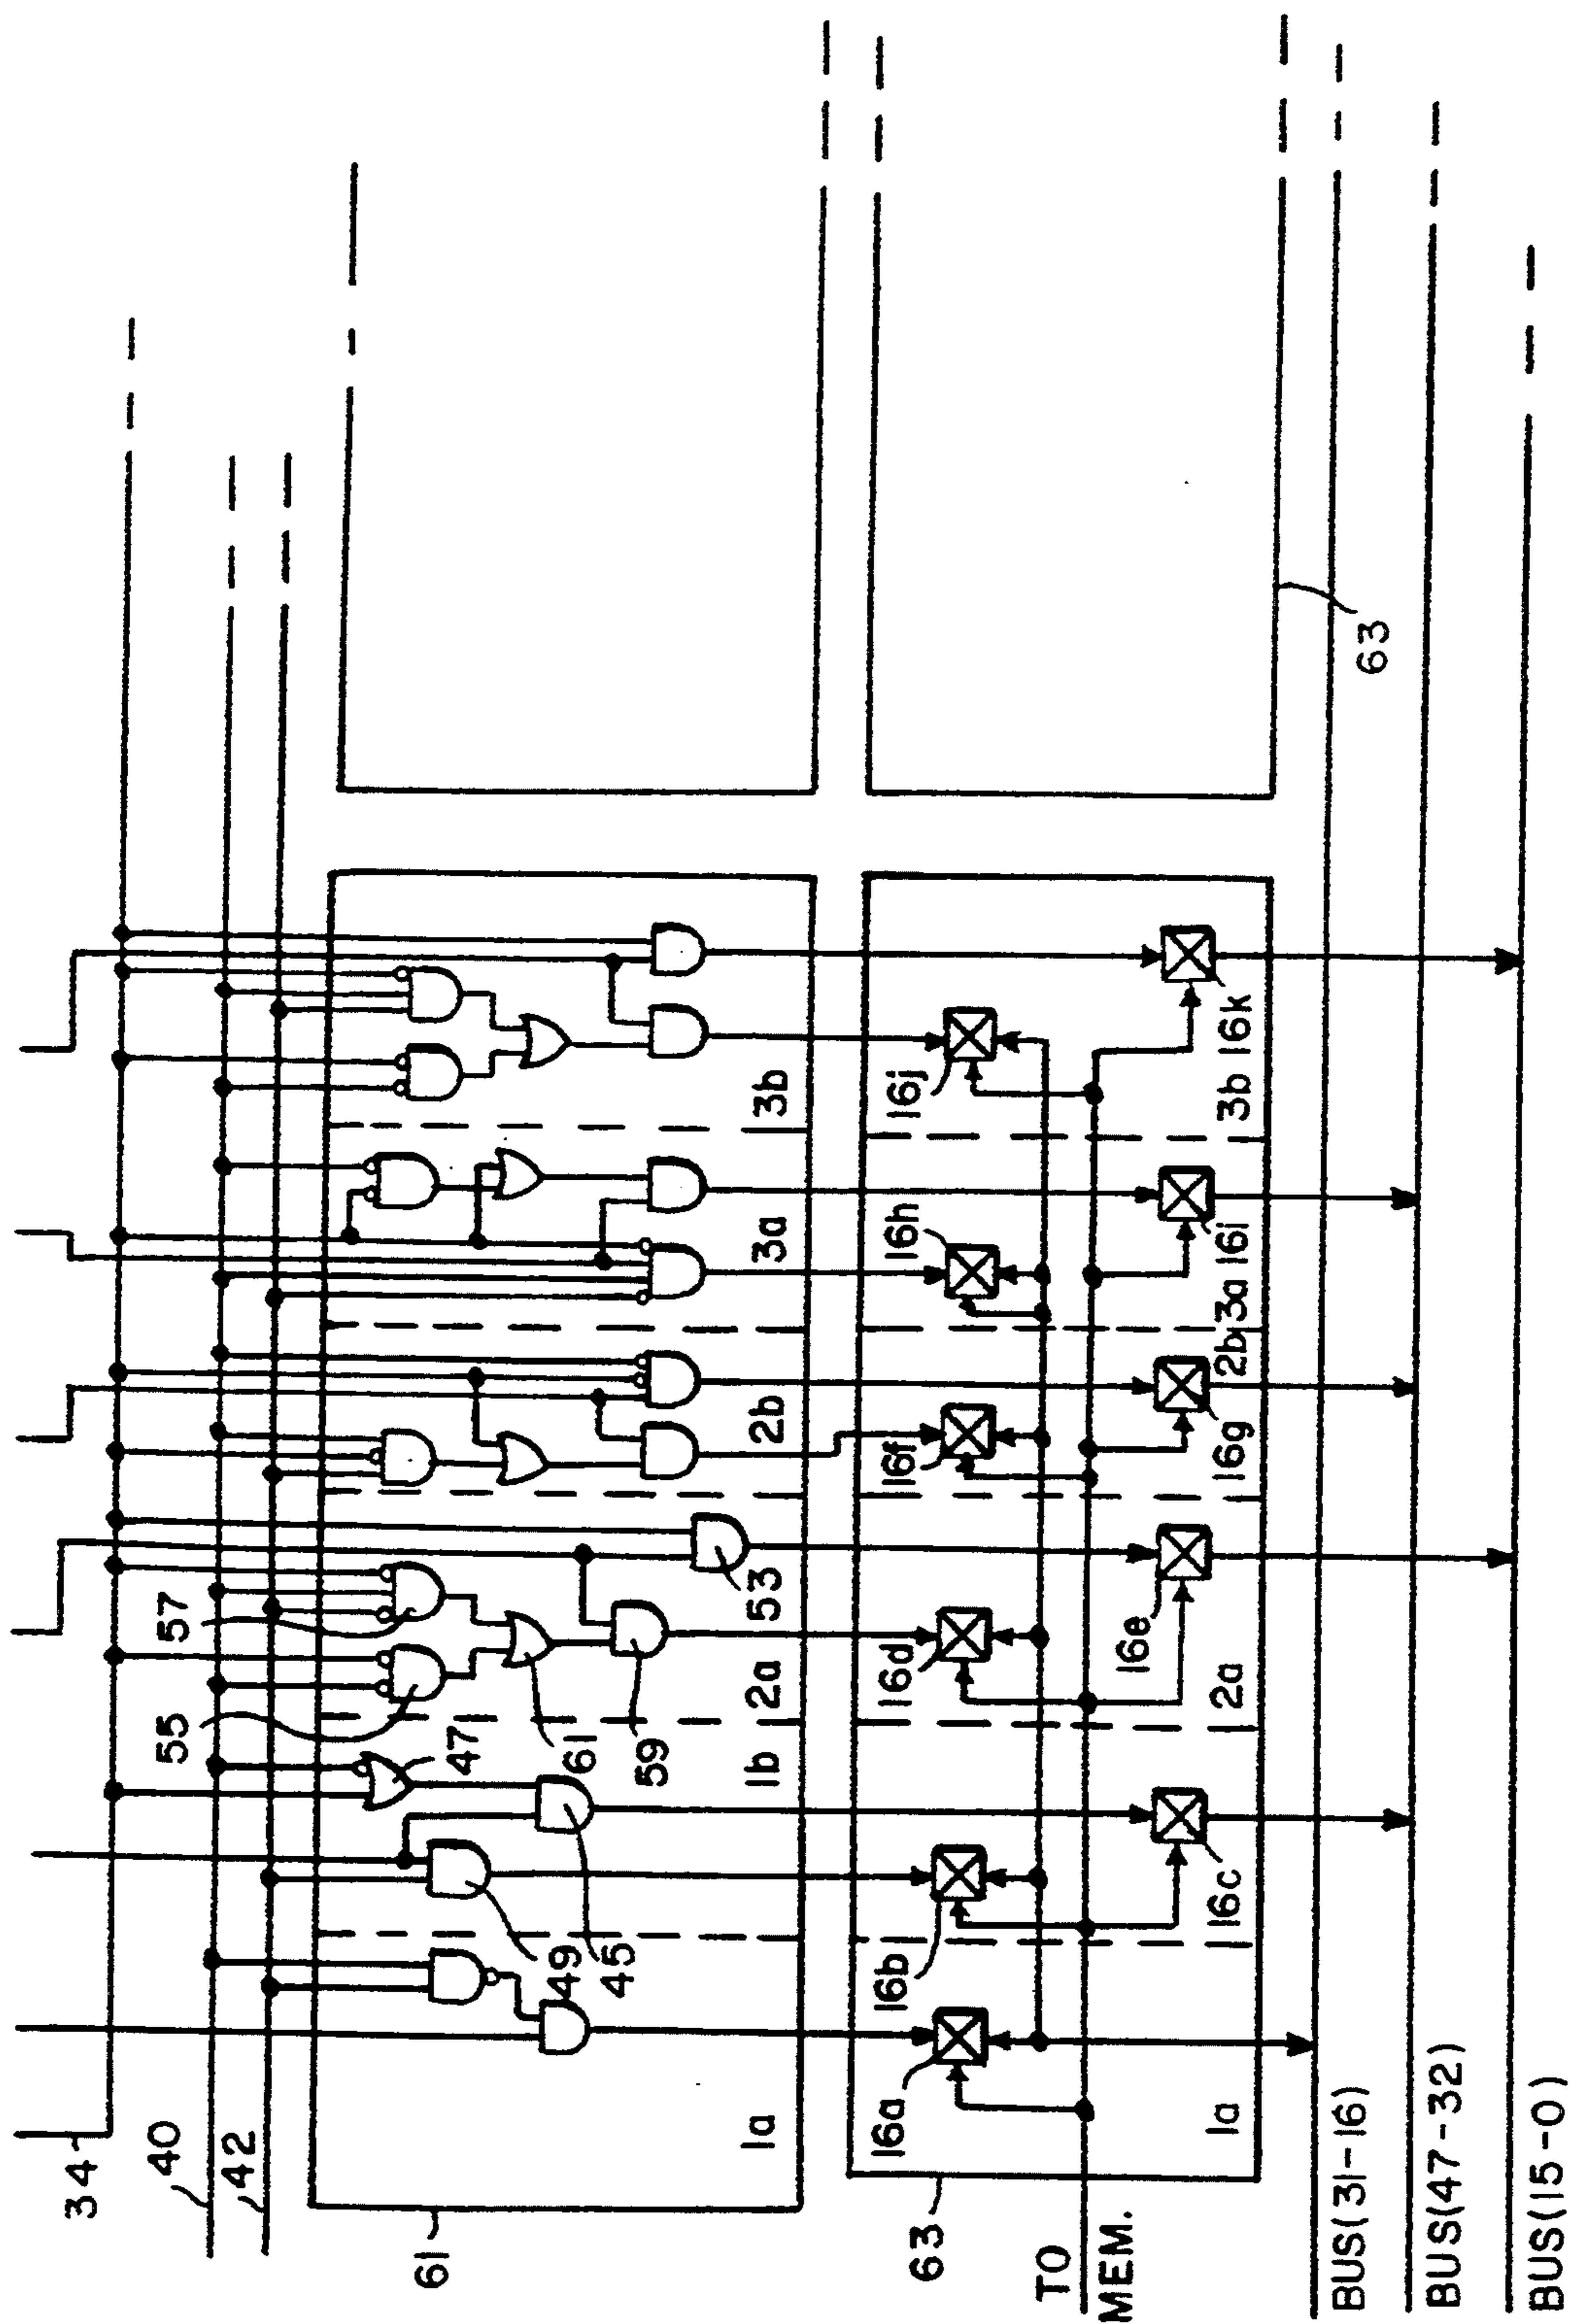 34
40
42
61
1a
1b
2a
2b
3a
3b
47
49
45
55
57
61
59
53
63
16a
16b
16c
16d
16e
16f
16g
16h
16i
16j
16k
1a
2a
2b
3a
3b
63
TO
MEM.
BUS(31-16)
BUS(47-32)
BUS(15-0)